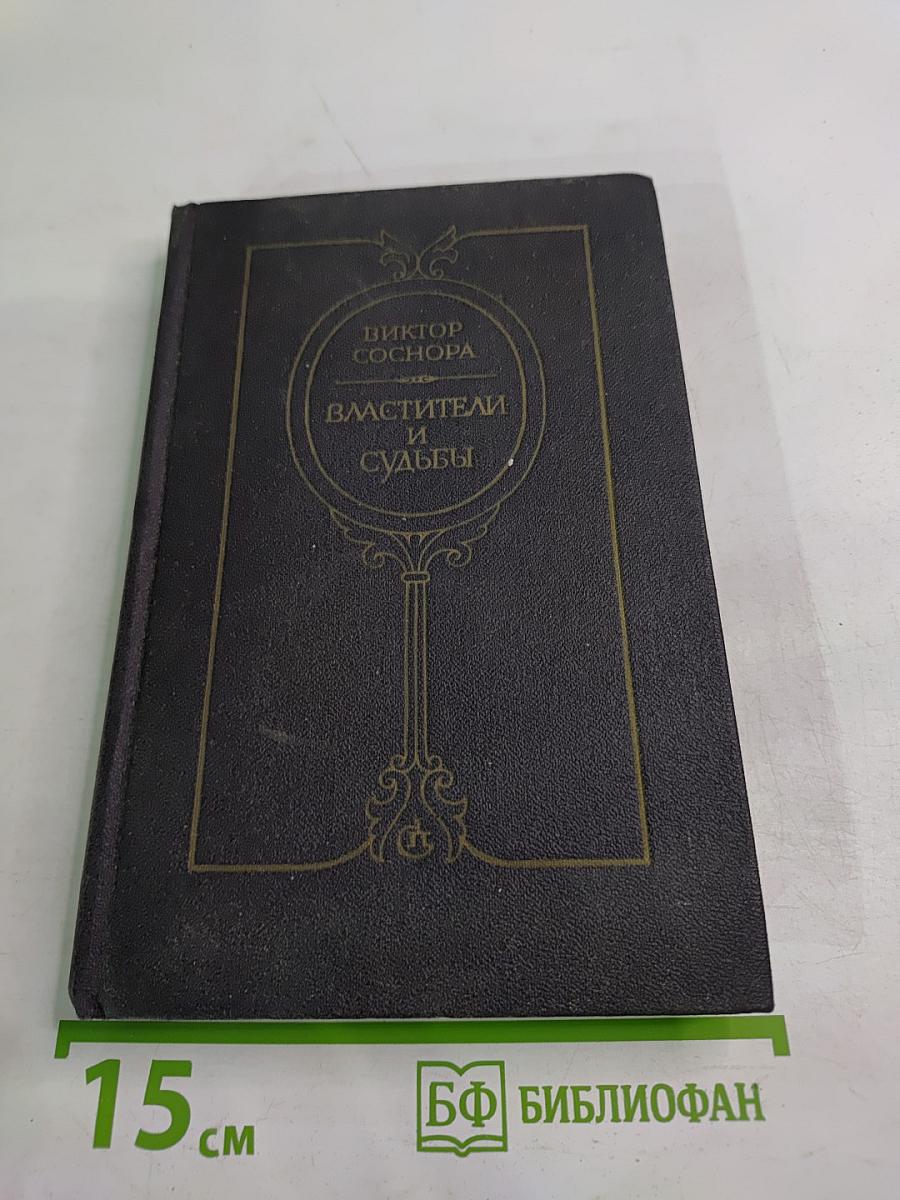 ВИКТОР
СОСНОРА
ВЛАСТИТЕЛИ
И
СУДЬБЫ
15 см
БФ БИБЛИОФАН